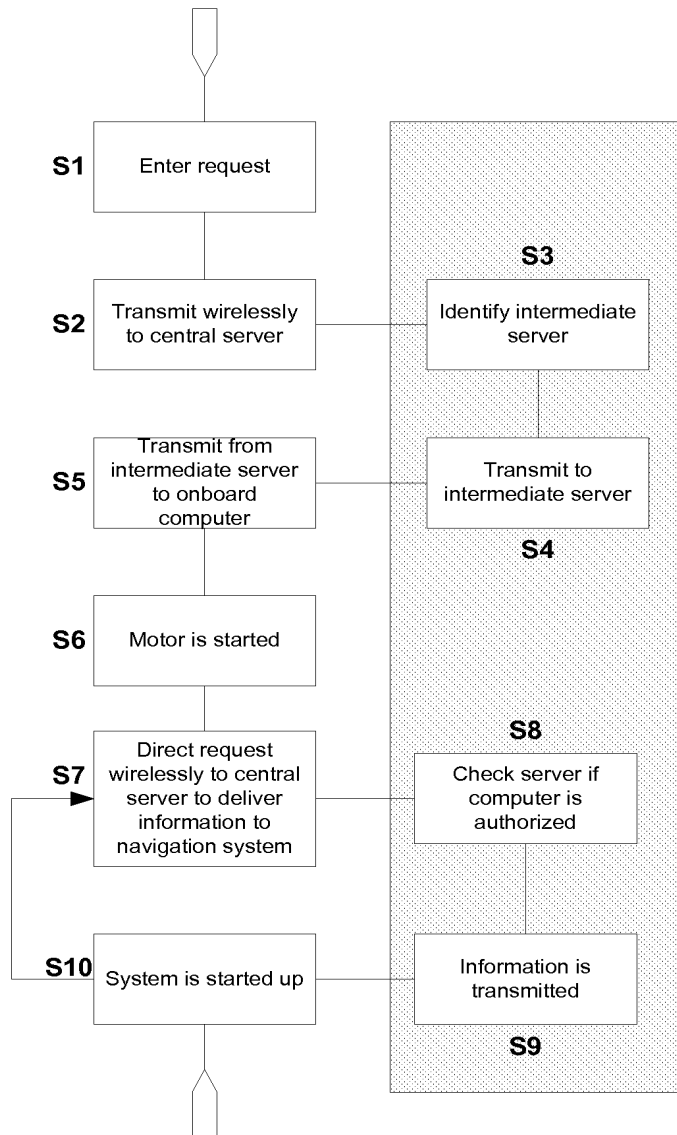 S1
Enter request
S2
Transmit wirelessly
to central server
S3
Identify intermediate
server
S4
Transmit to
intermediate server
S5
Transmit from
intermediate server
to onboard
computer
S6
Motor is started
S7
Direct request
wirelessly to central
server to deliver
information to
navigation system
S8
Check server if
computer is
authorized
S9
Information is
transmitted
S10
System is started up